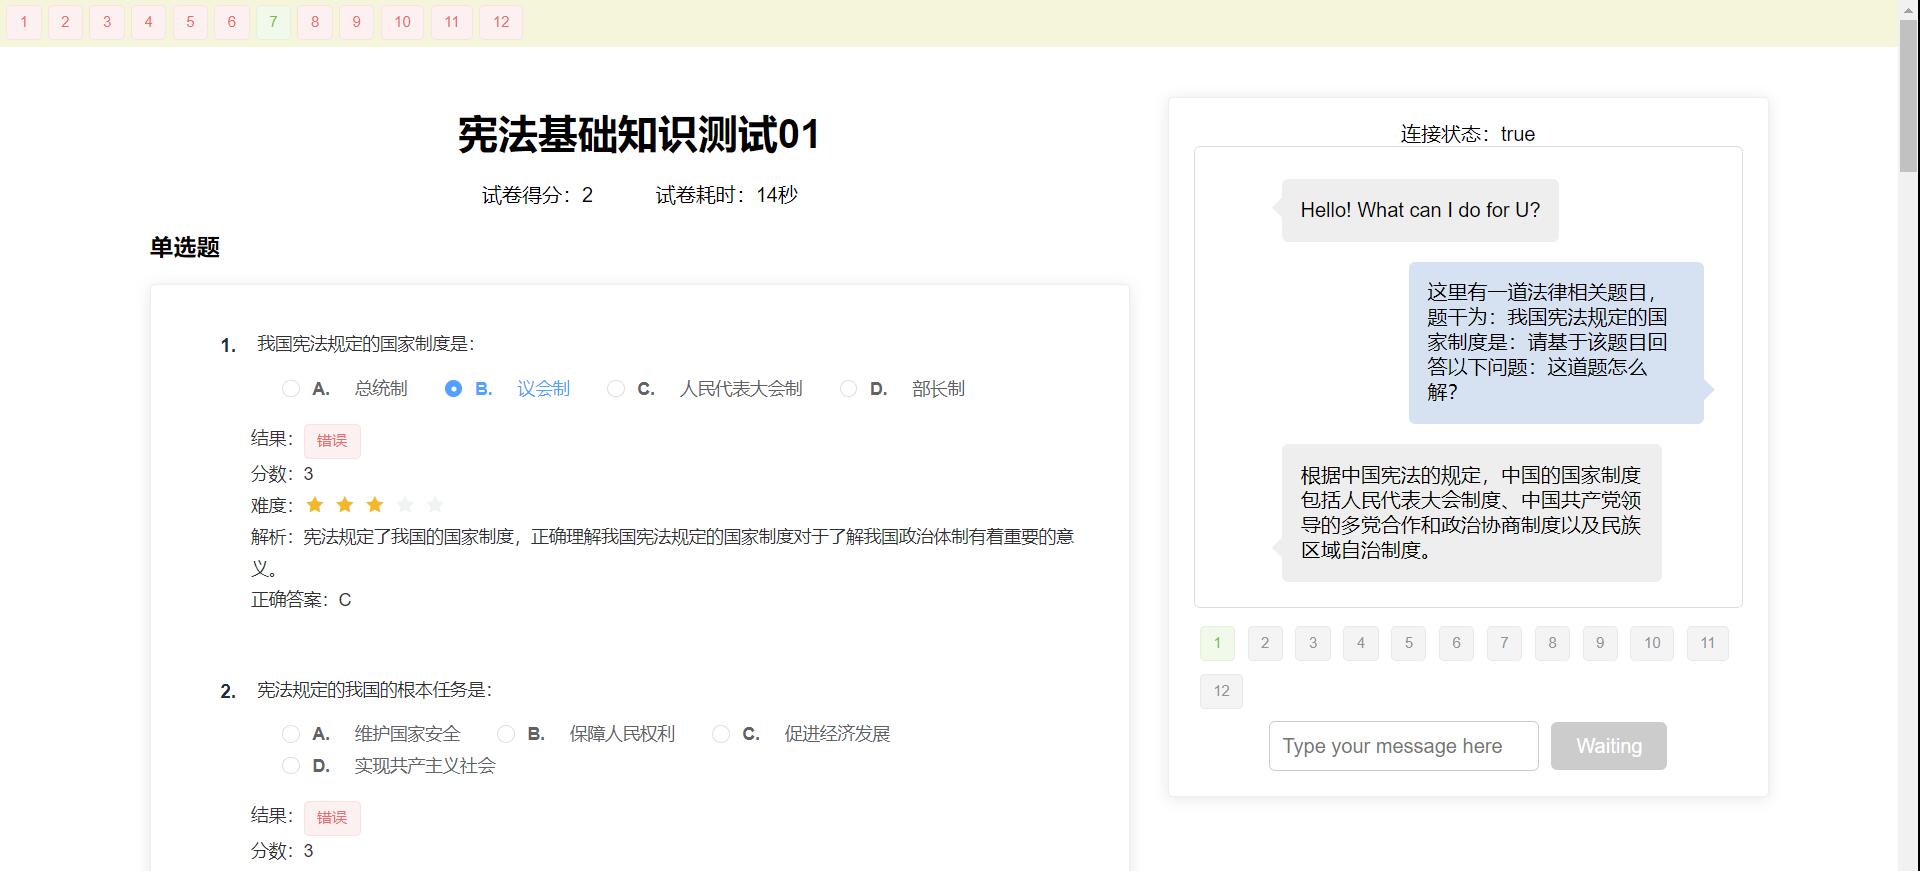 1 2 3 4 5 6 7 8 9 10 11 12
宪法基础知识测试01
试卷得分：2 试卷耗时：14秒
单选题
1. 我国宪法规定的国家制度是：
A. 总统制 B. 议会制 C. 人民代表大会制 D. 部长制
结果： 错误
分数：3
难度：
解析：宪法规定了我国的国家制度，正确理解我国宪法规定的国家制度对于了解我国政治体制有着重要的意
义。
正确答案：C
2. 宪法规定的我国的根本任务是：
A. 维护国家安全 B. 保障人民权利 C. 促进经济发展
D. 实现共产主义社会
结果： 错误
分数：3
连接状态：true
Hello! What can I do for U?
这里有一道法律相关题目，
题干为：我国宪法规定的国
家制度是：请基于该题目回
答以下问题：这道题怎么
解？
根据中国宪法的规定，中国的国家制度
包括人民代表大会制度、中国共产党领
导的多党合作和政治协商制度以及民族
区域自治制度。
1 2 3 4 5 6 7 8 9 10 11
12
Type your message here Waiting